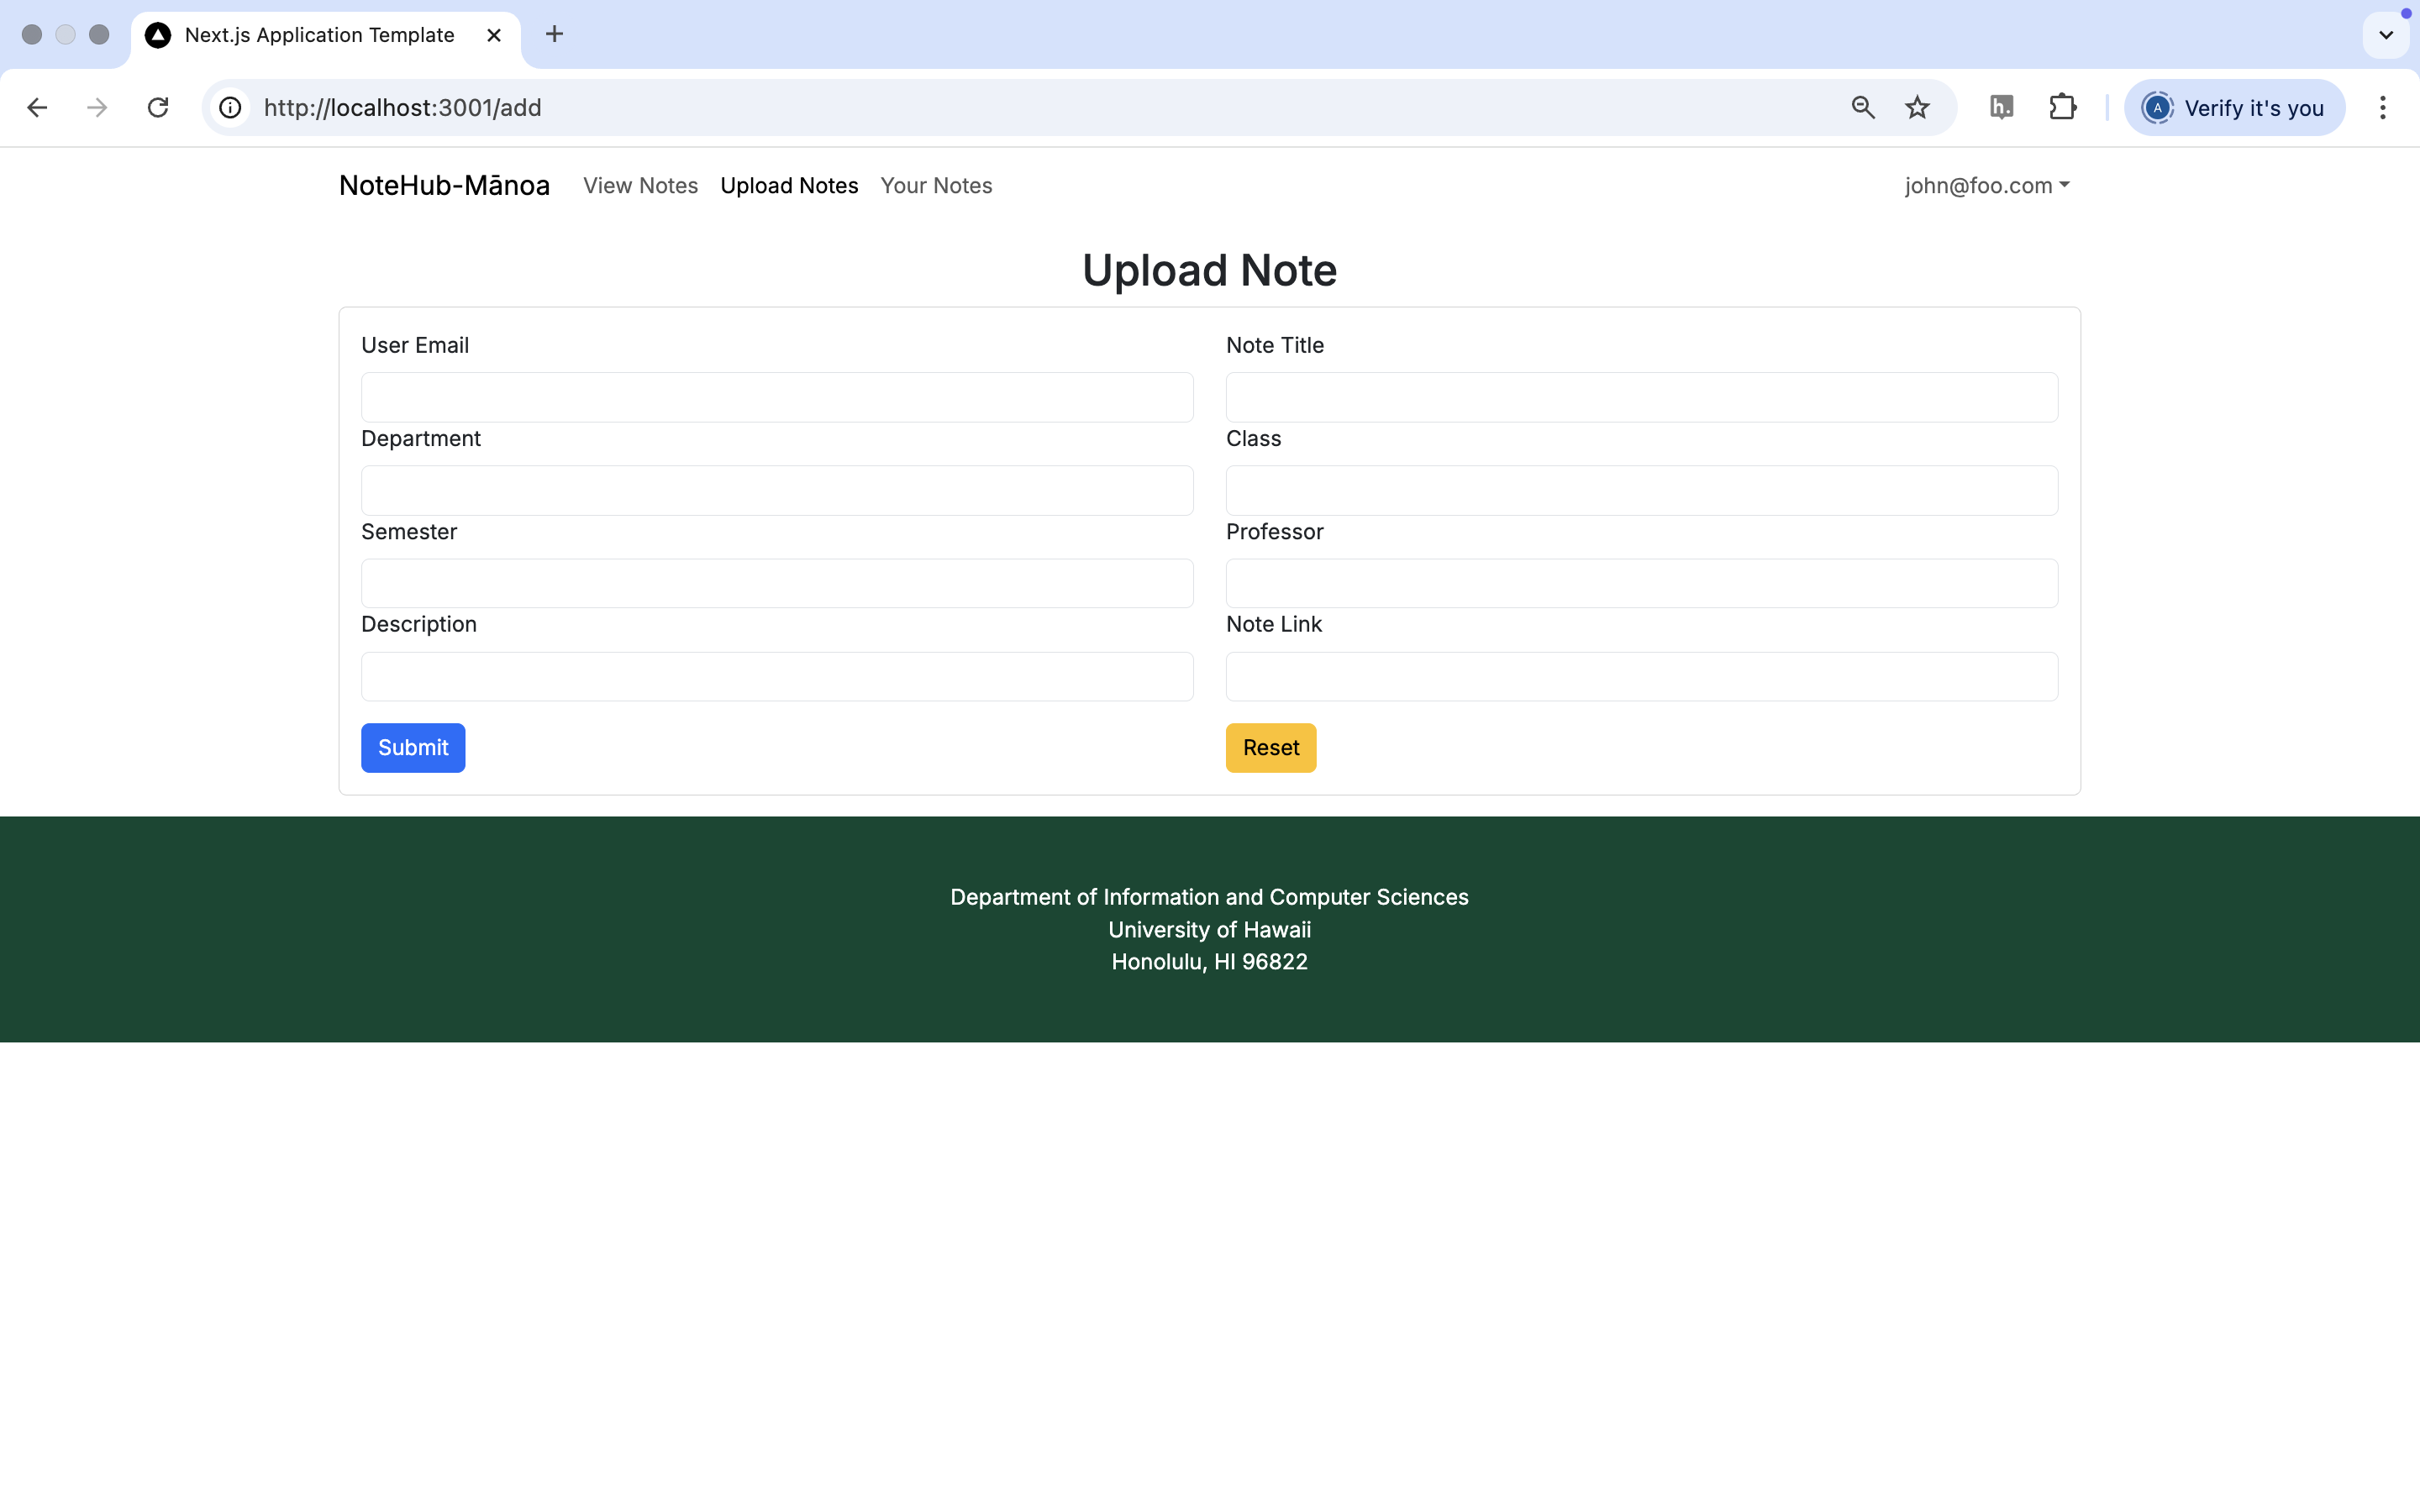 Next.js Application Template
http://localhost:3001/add
h.
A
Verify it's you
NoteHub-Mānoa
View Notes
Upload Notes
Your Notes
john@foo.com
Upload Note
User Email
Note Title
Department
Class
Semester
Professor
Description
Note Link
Submit
Reset
Department of Information and Computer Sciences
University of Hawaii
Honolulu, HI 96822